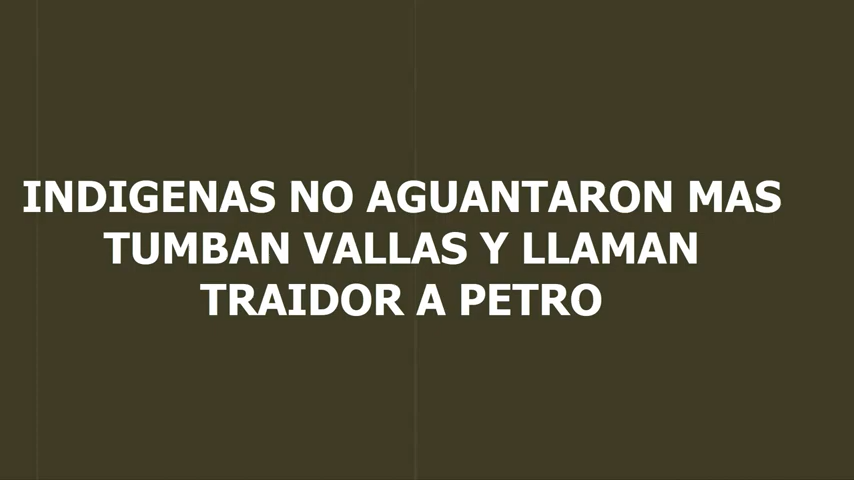 INDIGENAS NO AGUANTARON MAS
TUMBAN VALLAS Y LLAMAN
TRAIDOR A PETRO